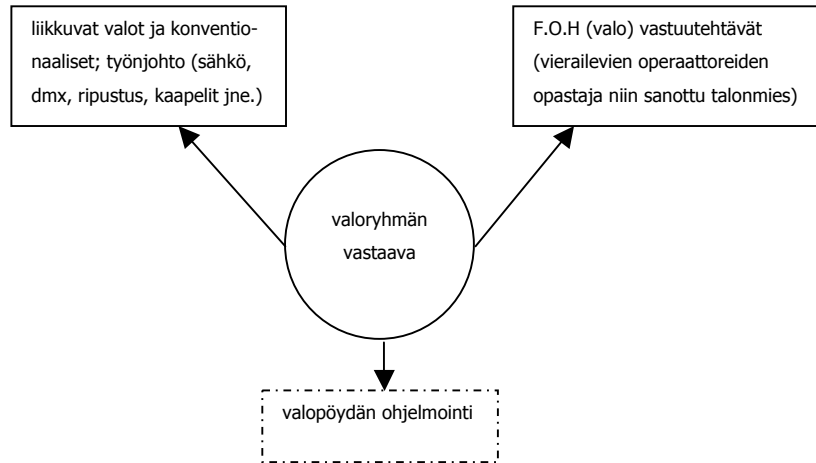 liikkuvat valot ja konventio-
naaliset; työnjohto (sähkö,
dmx, ripustus, kaapelit jne.)
F.O.H (valo) vastuutehtävät
(vierailevien operaattoreiden
opastaja niin sanottu talonmies)
valoryhmän
vastaava
valopöydän ohjelmointi